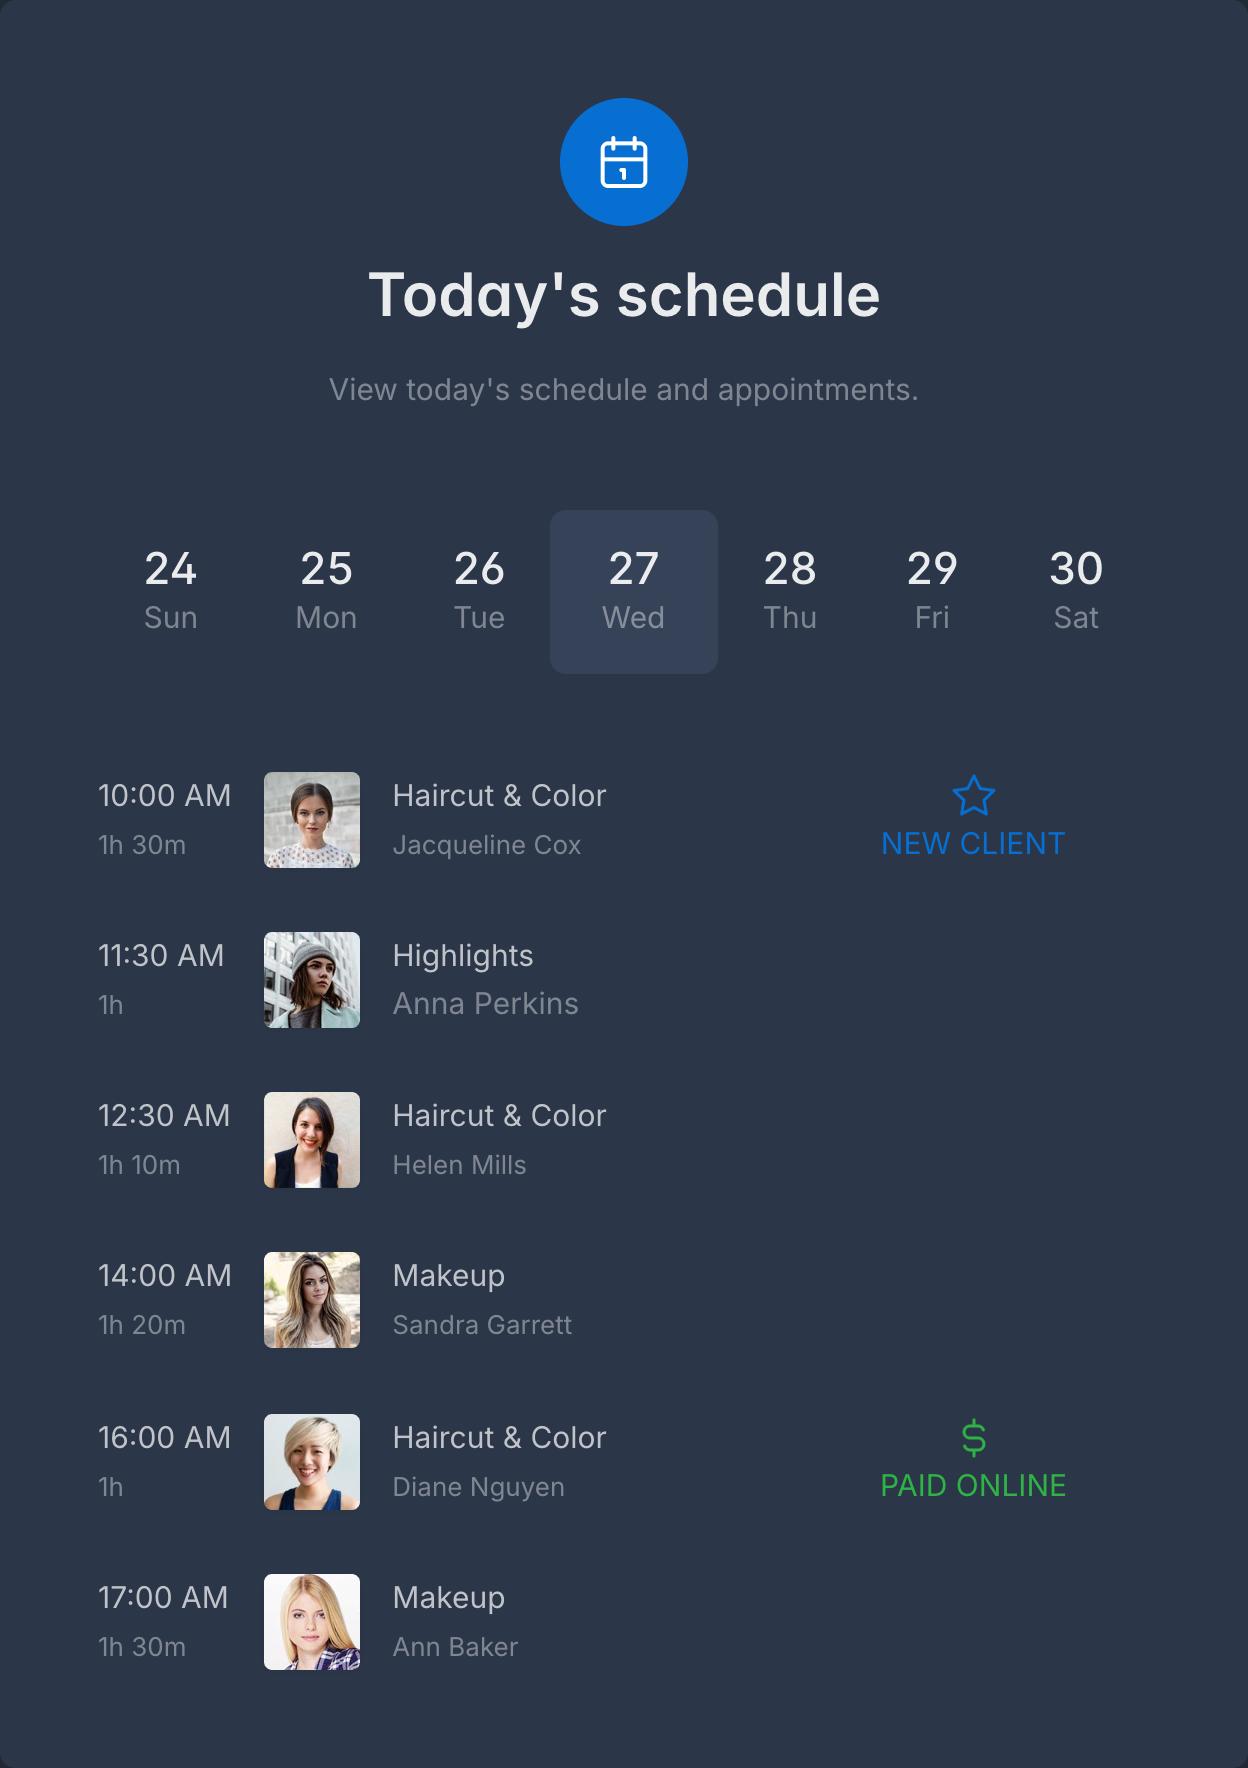 Today's schedule
View today's schedule and appointments.
24 25 26 27 28 29 30
Sun Mon Tue Wed Thu Fri Sat
10:00 AM Haircut & Color
1h 30m Jacqueline Cox NEW CLIENT
11:30 AM Highlights
1h Anna Perkins
12:30 AM Haircut & Color
1h 10m Helen Mills
14:00 AM Makeup
1h 20m Sandra Garrett
16:00 AM Haircut & Color
1h Diane Nguyen PAID ONLINE
17:00 AM Makeup
1h 30m Ann Baker